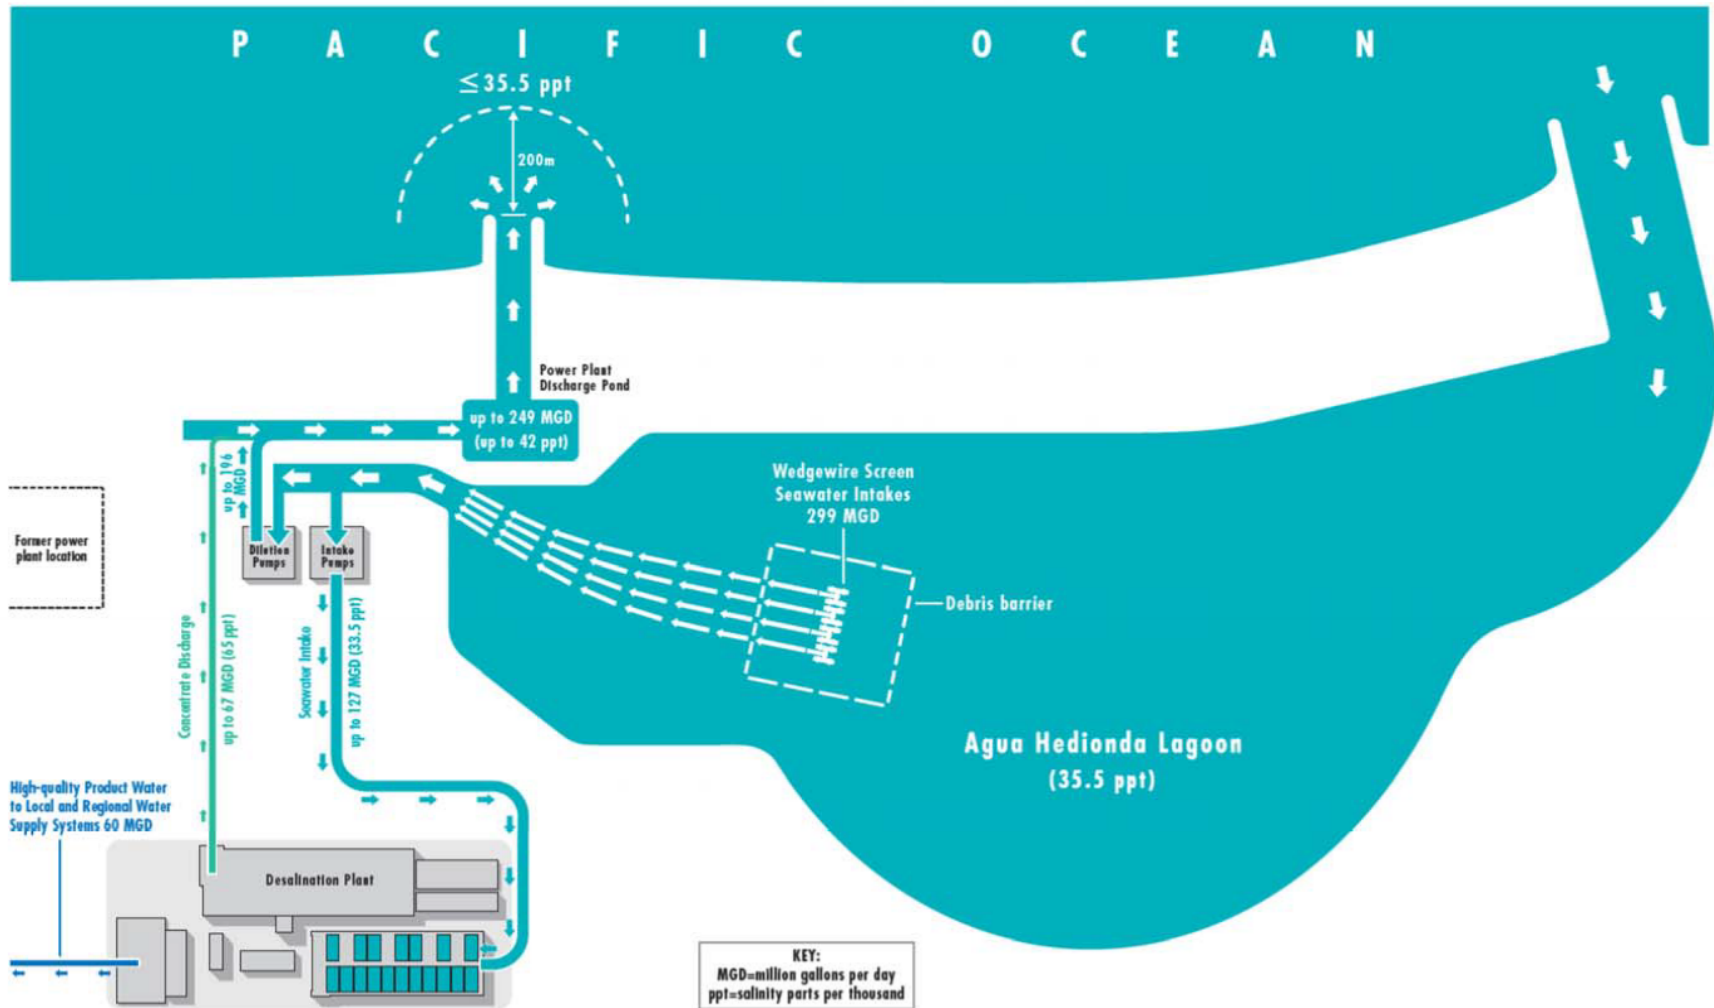 PACIFIC OCEAN
≤35.5 ppt
200m
Power Plant
Discharge Pond
up to 249 MGD
(up to 42 ppt)
up to 196
MGD
Wedgewire Screen
Seawater Intakes
299 MGD
Former power
plant location
Dilution
Pumps
Intake
Pumps
Debris barrier
Concentrate Discharge
up to 67 MGD (65 ppt)
Seawater Intake
up to 127 MGD (33.5 ppt)
Agua Hedionda Lagoon
(35.5 ppt)
High-quality Product Water
to Local and Regional Water
Supply Systems 60 MGD
Desalination Plant
KEY:
MGD=million gallons per day
ppt=salinity parts per thousand